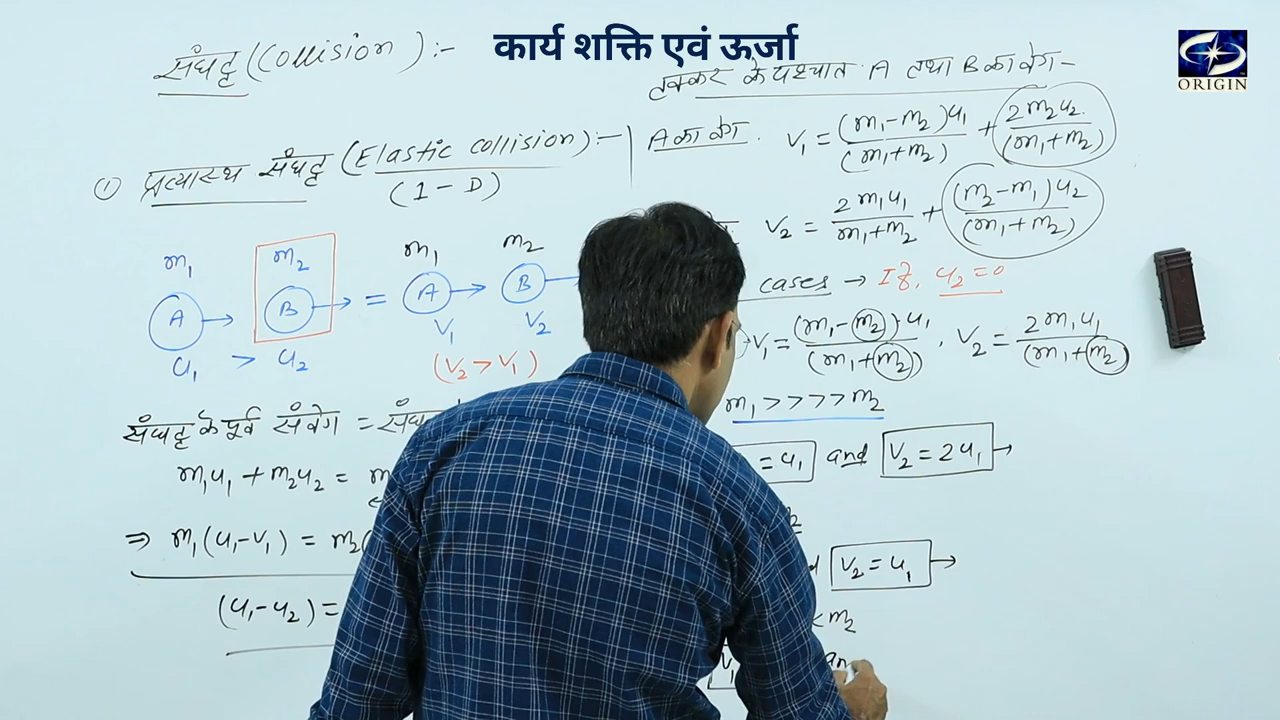 कार्य शक्ति एवं ऊर्जा
ORIGIN
संघट्ट (Collision) :-
① प्रत्यास्थ संघट्ट (Elastic collision) :-
(1 - D)
m₁ m₂ m₁ m₂
A B = A B
u₁ > u₂ v₁ v₂
(v₂ > v₁)
संघट्ट के पूर्व संवेग =
m₁u₁ + m₂u₂ =
⇒ m₁(u₁-v₁) = m₂(
(u₁-u₂) =
टक्कर के पश्चात A तथा B का वेग -
A का वेग. v₁ = (m₁-m₂)u₁/(m₁+m₂) + 2m₂u₂/(m₁+m₂)
v₂ = 2m₁u₁/m₁+m₂ + (m₂-m₁)u₂/(m₁+m₂)
cases → If, u₂=0
v₁ = (m₁-m₂)u₁/(m₁+m₂) , v₂ = 2m₁u₁/(m₁+m₂)
m₁ >>>> m₂
= u₁ and v₂ = 2u₁ →
v₂ = u₁ →
< m₂
v₁ an